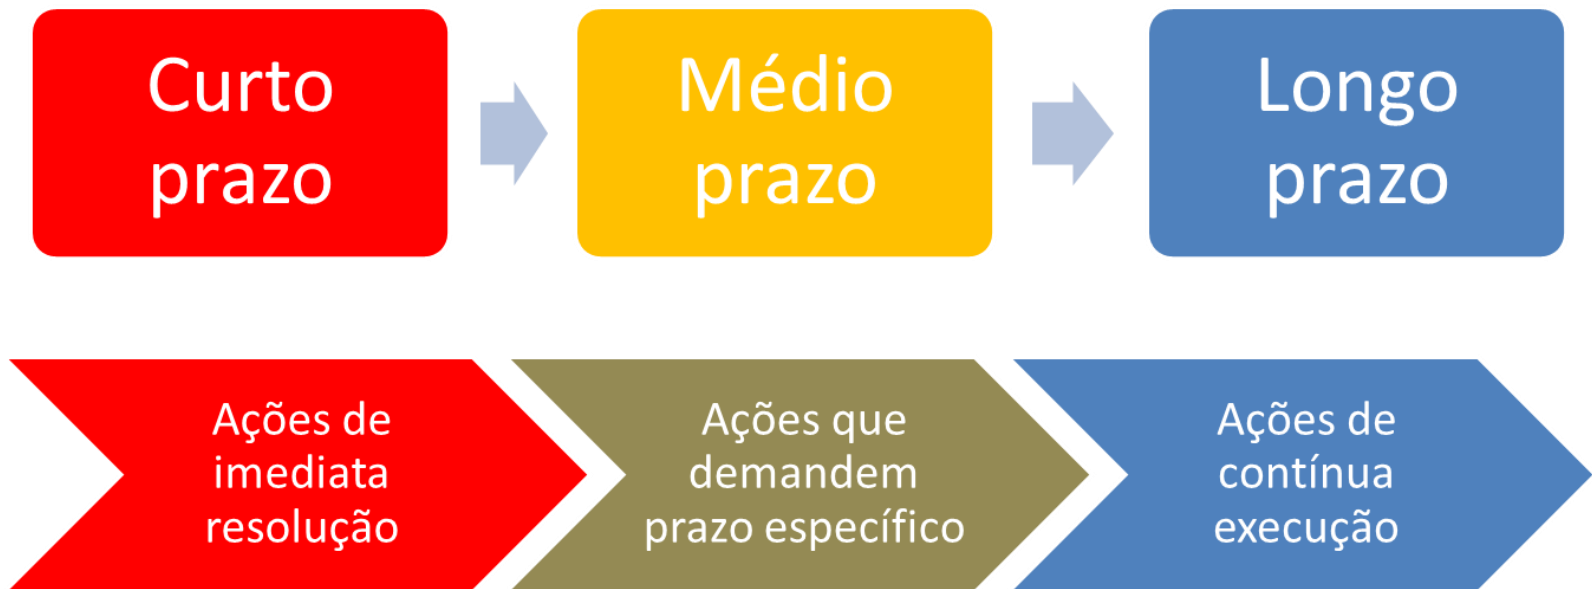 Curto
prazo
Médio
prazo
Longo
prazo
Ações de
imediata
resolução
Ações que
demandem
prazo específico
Ações de
contínua
execução